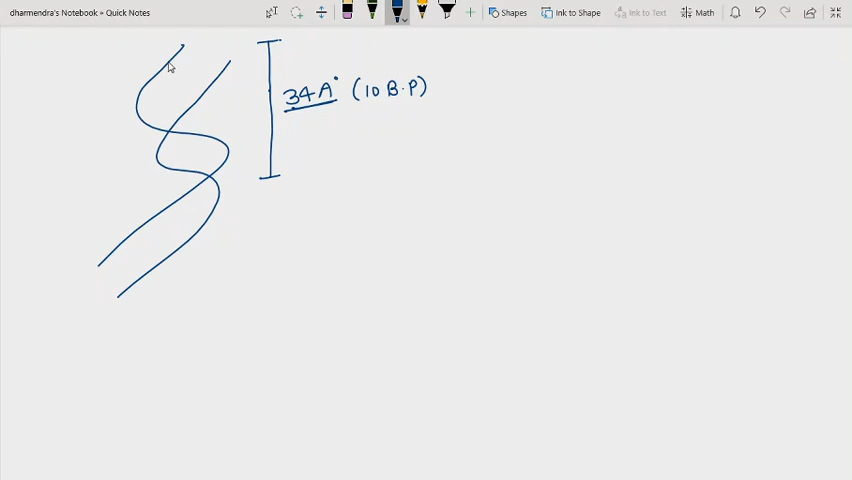 dharmendra's Notebook » Quick Notes
Shapes
Ink to Shape
Ink to Text
Math
34A° (10 B.P)